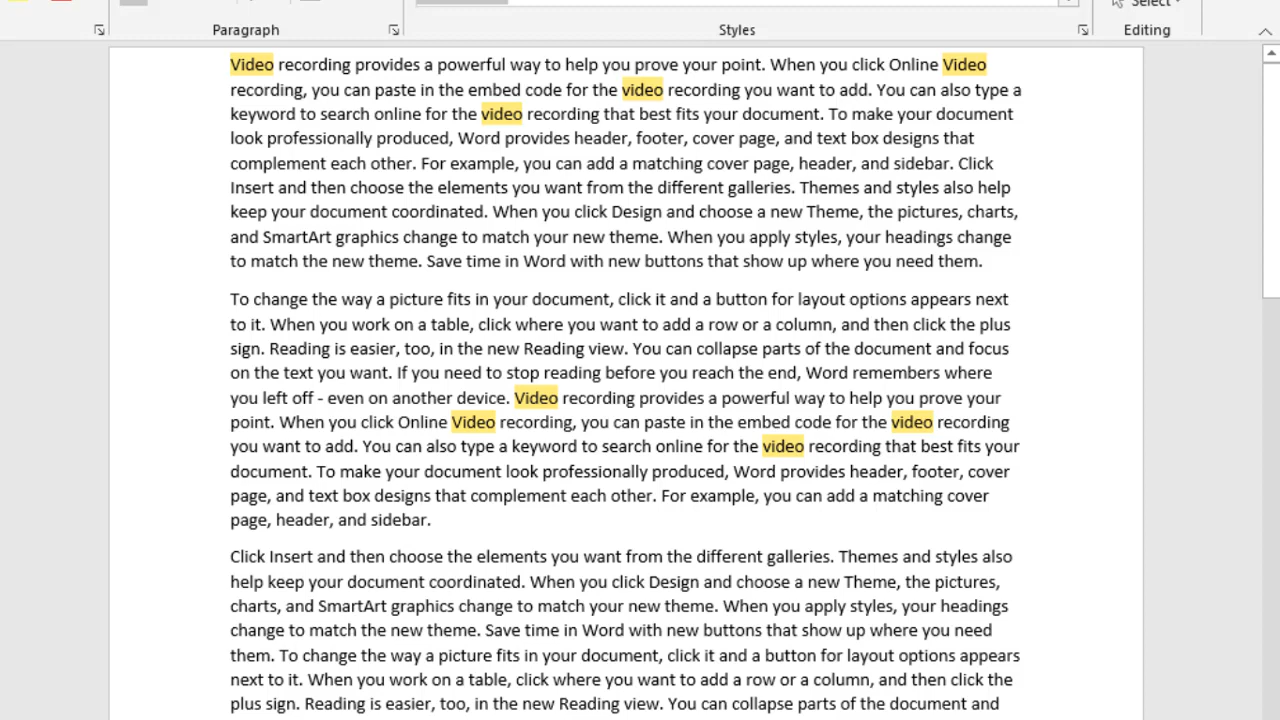 Select
Paragraph
Styles
Editing
Video recording provides a powerful way to help you prove your point. When you click Online Video
recording, you can paste in the embed code for the video recording you want to add. You can also type a
keyword to search online for the video recording that best fits your document. To make your document
look professionally produced, Word provides header, footer, cover page, and text box designs that
complement each other. For example, you can add a matching cover page, header, and sidebar. Click
Insert and then choose the elements you want from the different galleries. Themes and styles also help
keep your document coordinated. When you click Design and choose a new Theme, the pictures, charts,
and SmartArt graphics change to match your new theme. When you apply styles, your headings change
to match the new theme. Save time in Word with new buttons that show up where you need them.
To change the way a picture fits in your document, click it and a button for layout options appears next
to it. When you work on a table, click where you want to add a row or a column, and then click the plus
sign. Reading is easier, too, in the new Reading view. You can collapse parts of the document and focus
on the text you want. If you need to stop reading before you reach the end, Word remembers where
you left off - even on another device. Video recording provides a powerful way to help you prove your
point. When you click Online Video recording, you can paste in the embed code for the video recording
you want to add. You can also type a keyword to search online for the video recording that best fits your
document. To make your document look professionally produced, Word provides header, footer, cover
page, and text box designs that complement each other. For example, you can add a matching cover
page, header, and sidebar.
Click Insert and then choose the elements you want from the different galleries. Themes and styles also
help keep your document coordinated. When you click Design and choose a new Theme, the pictures,
charts, and SmartArt graphics change to match your new theme. When you apply styles, your headings
change to match the new theme. Save time in Word with new buttons that show up where you need
them. To change the way a picture fits in your document, click it and a button for layout options appears
next to it. When you work on a table, click where you want to add a row or a column, and then click the
plus sign. Reading is easier, too, in the new Reading view. You can collapse parts of the document and